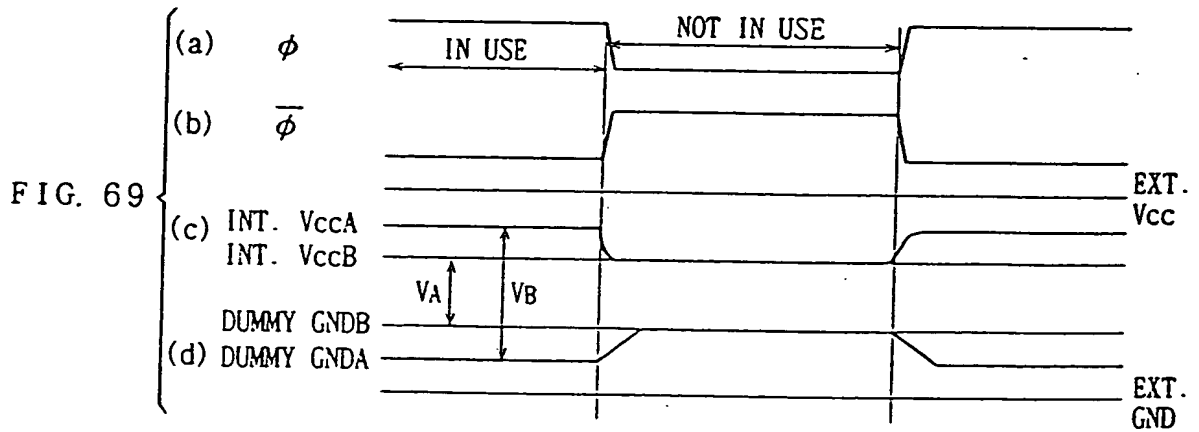 FIG. 69
(a) φ
IN USE
NOT IN USE
(b) φ̅
EXT.
Vcc
(c) INT. VccA
INT. VccB
VA
VB
DUMMY GNDB
(d) DUMMY GNDA
EXT.
GND